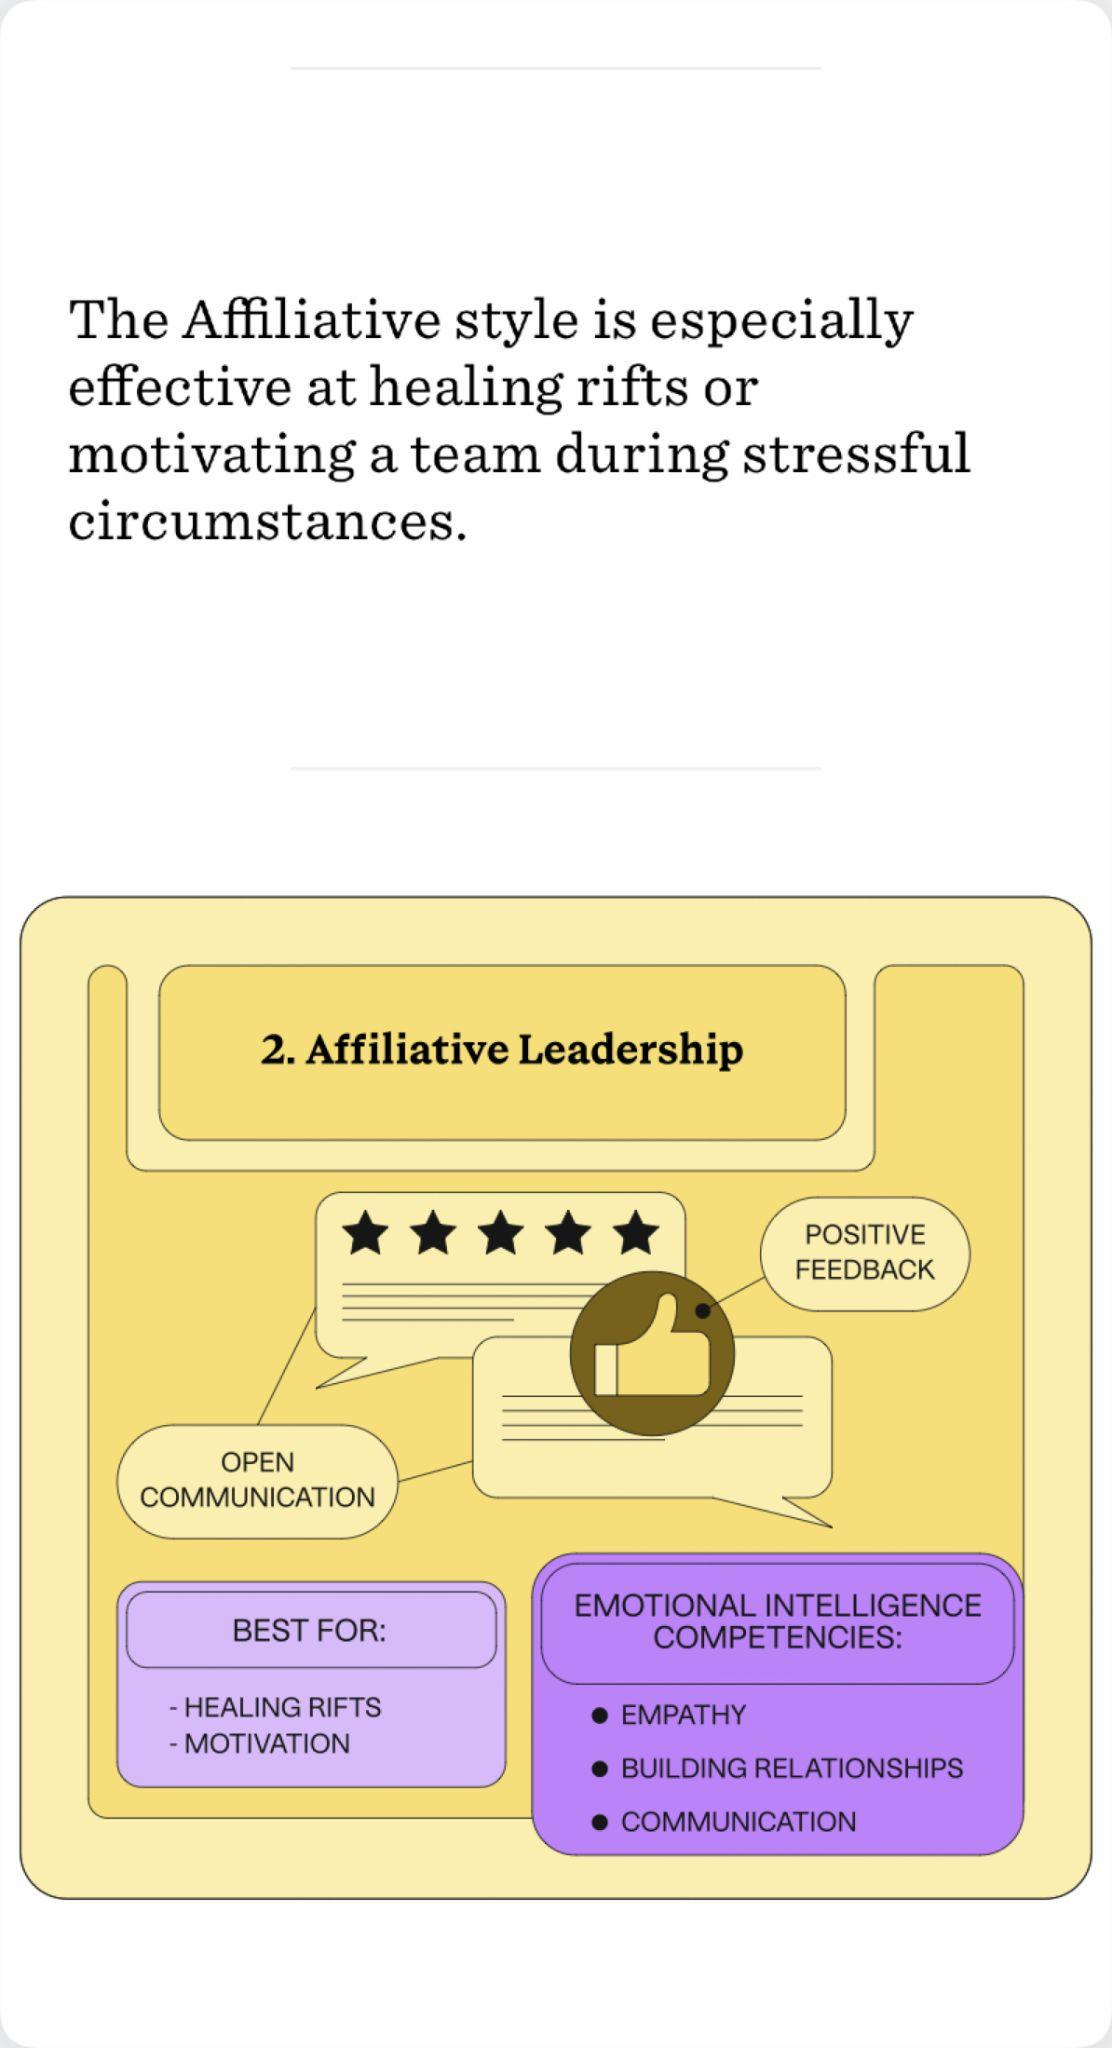 The Affiliative style is especially
effective at healing rifts or
motivating a team during stressful
circumstances.
2. Affiliative Leadership
POSITIVE
FEEDBACK
OPEN
COMMUNICATION
BEST FOR:
- HEALING RIFTS
- MOTIVATION
EMOTIONAL INTELLIGENCE
COMPETENCIES:
● EMPATHY
● BUILDING RELATIONSHIPS
● COMMUNICATION